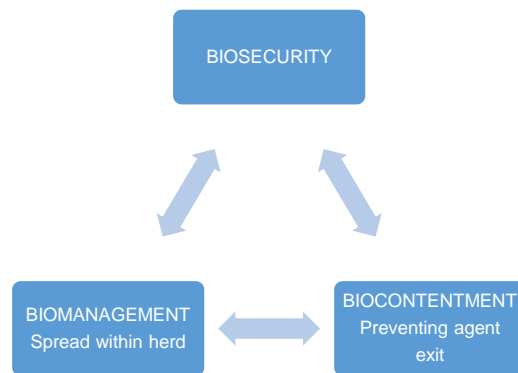 BIOSECURITY
BIOMANAGEMENT
Spread within herd
BIOCONTENTMENT
Preventing agent
exit